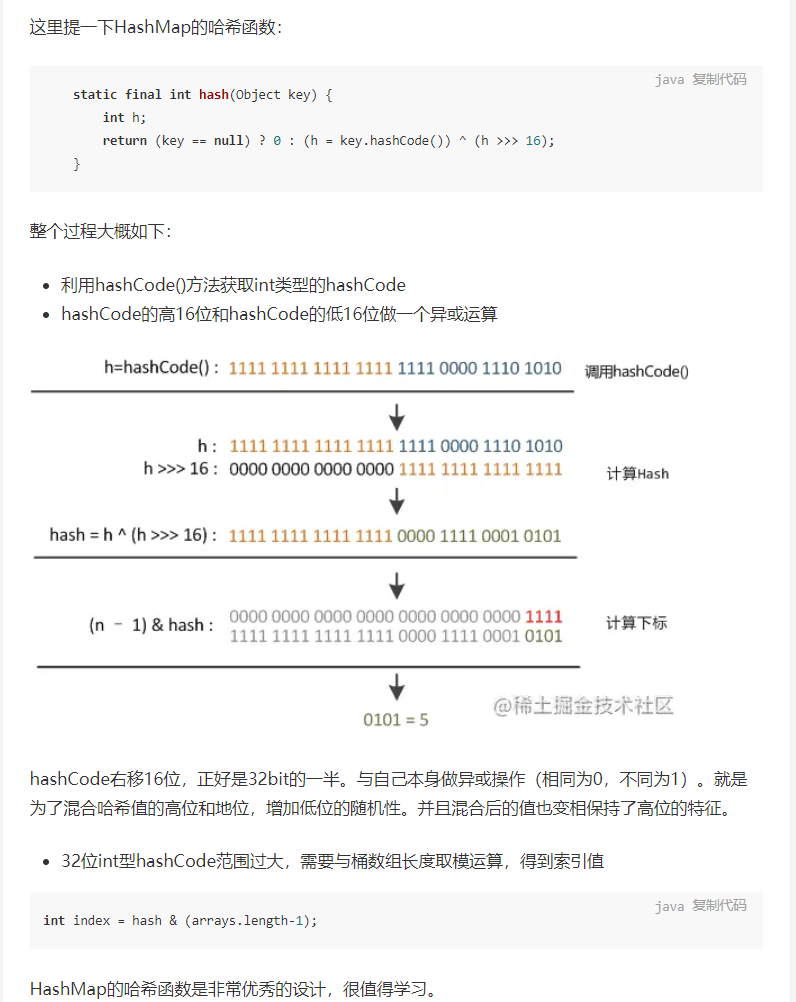 这里提一下HashMap的哈希函数：
java 复制代码
static final int hash(Object key) {
int h;
return (key == null) ? 0 : (h = key.hashCode()) ^ (h >>> 16);
}
整个过程大概如下：
• 利用hashCode()方法获取int类型的hashCode
• hashCode的高16位和hashCode的低16位做一个异或运算
h=hashCode() : 1111 1111 1111 1111 1111 0000 1110 1010 调用hashCode()
h : 1111 1111 1111 1111 1111 0000 1110 1010
h >>> 16 : 0000 0000 0000 0000 1111 1111 1111 1111
计算Hash
hash = h ^ (h >>> 16) : 1111 1111 1111 1111 0000 1111 0001 0101
0000 0000 0000 0000 0000 0000 0000 1111
(n － 1) & hash : 计算下标
1111 1111 1111 1111 0000 1111 0001 0101
@稀土掘金技术社区
0101 = 5
hashCode右移16位，正好是32bit的一半。与自己本身做异或操作（相同为0，不同为1）。就是
为了混合哈希值的高位和地位，增加低位的随机性。并且混合后的值也变相保持了高位的特征。
• 32位int型hashCode范围过大，需要与桶数组长度取模运算，得到索引值
java 复制代码
int index = hash & (arrays.length-1);
HashMap的哈希函数是非常优秀的设计，很值得学习。